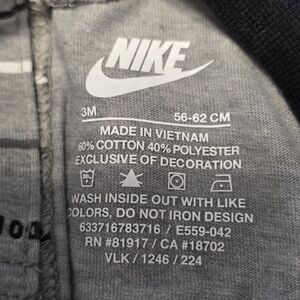 NIKE
3M 56-62 CM
MADE IN VIETNAM
60% COTTON 40% POLYESTER
EXCLUSIVE OF DECORATION
WASH INSIDE OUT WITH LIKE
COLORS, DO NOT IRON DESIGN
633716783716 / E559-042
RN #81917 / CA #18702
VLK / 1246 / 224